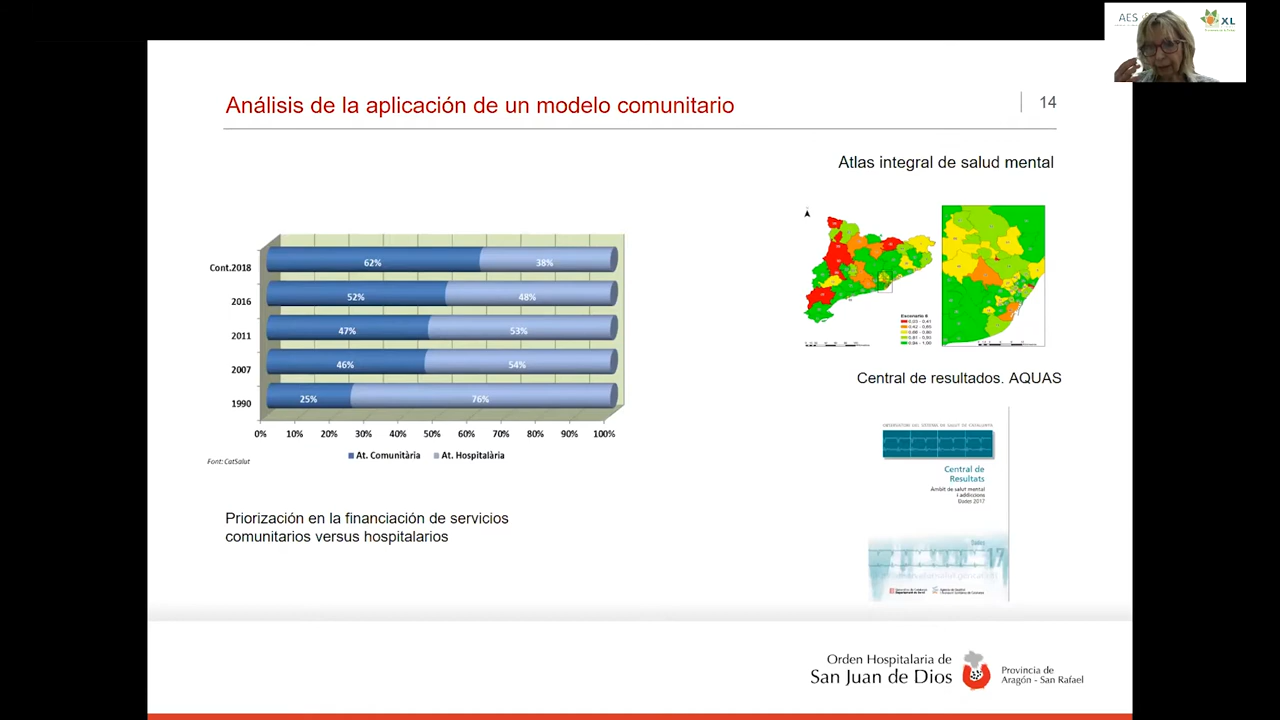 AES
XL
Análisis de la aplicación de un modelo comunitario
14
Atlas integral de salud mental
Cont.2018
62%
38%
2016
52%
48%
2011
47%
53%
2007
46%
54%
1990
25%
76%
0% 10% 20% 30% 40% 50% 60% 70% 80% 90% 100%
At. Comunitària At. Hospitalària
Font: CatSalut
Escenario 6
Central de resultados. AQUAS
Central de
Resultats
Àmbit de salut mental
i addiccions
Dades 2017
17
Priorización en la financiación de servicios
comunitarios versus hospitalarios
Orden Hospitalaria de
San Juan de Dios
Provincia de
Aragón - San Rafael